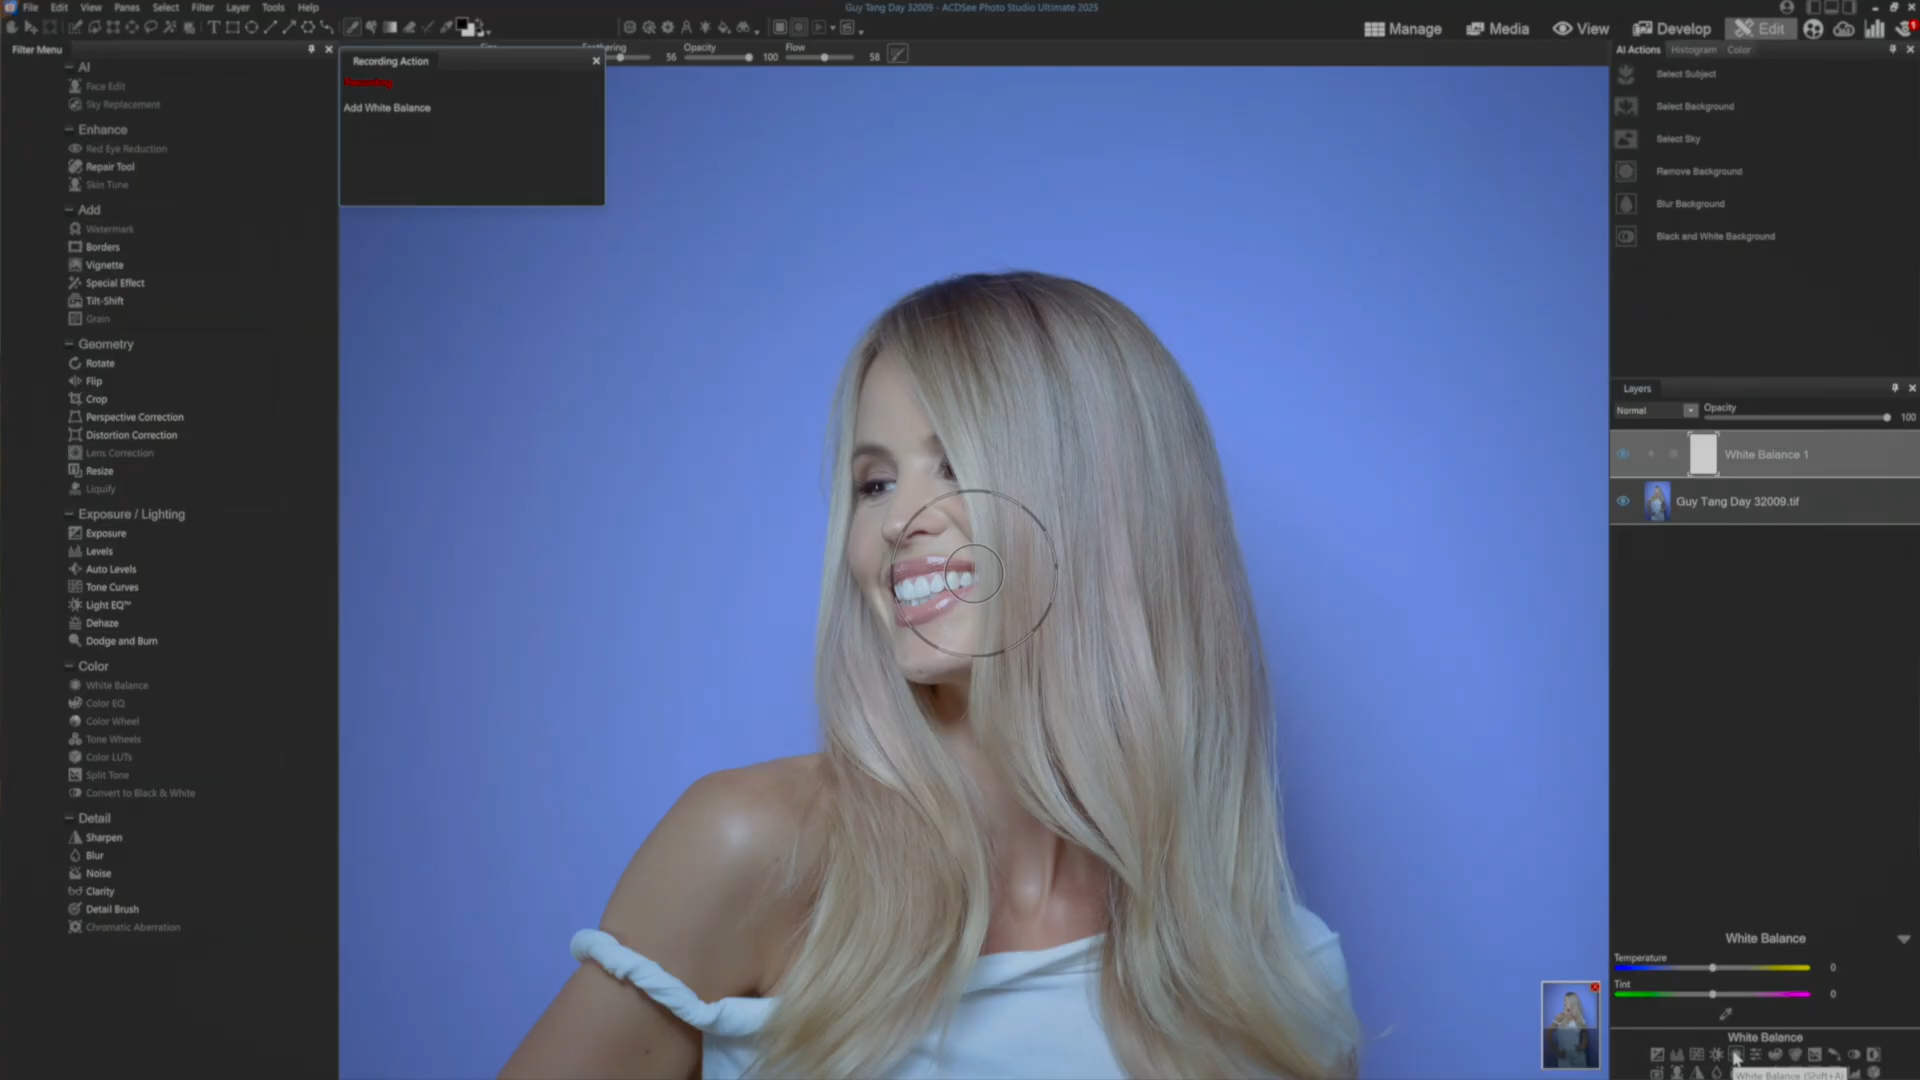 Guy Tang Day 32009 - ACDSee Photo Studio Ultimate 2025
File Edit View Panes Select Filter Layer Tools Help
Manage Media View Develop Edit
Filter Menu
AI
Face Edit
Sky Replacement
Enhance
Red Eye Reduction
Repair Tool
Skin Tune
Add
Watermark
Borders
Vignette
Special Effect
Tilt-Shift
Grain
Geometry
Rotate
Flip
Crop
Perspective Correction
Distortion Correction
Lens Correction
Resize
Liquify
Exposure / Lighting
Exposure
Levels
Auto Levels
Tone Curves
Light EQ™
Dehaze
Dodge and Burn
Color
White Balance
Color EQ
Color Wheel
Tone Wheels
Color LUTs
Split Tone
Convert to Black & White
Detail
Sharpen
Blur
Noise
Clarity
Detail Brush
Chromatic Aberration
56 Opacity 100 Flow 58
Recording Action
Recording
Add White Balance
AI Actions Histogram Color
Select Subject
Select Background
Select Sky
Remove Background
Blur Background
Black and White Background
Layers
Normal Opacity 100
White Balance 1
Guy Tang Day 32009.tif
White Balance
Temperature 0
Tint 0
White Balance
White Balance (Shift+A)